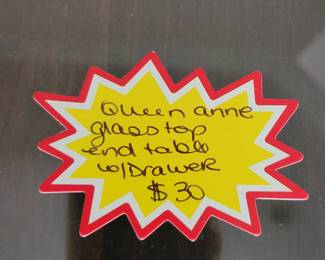 Queen anne
glass top
end table
w/Drawer
$30